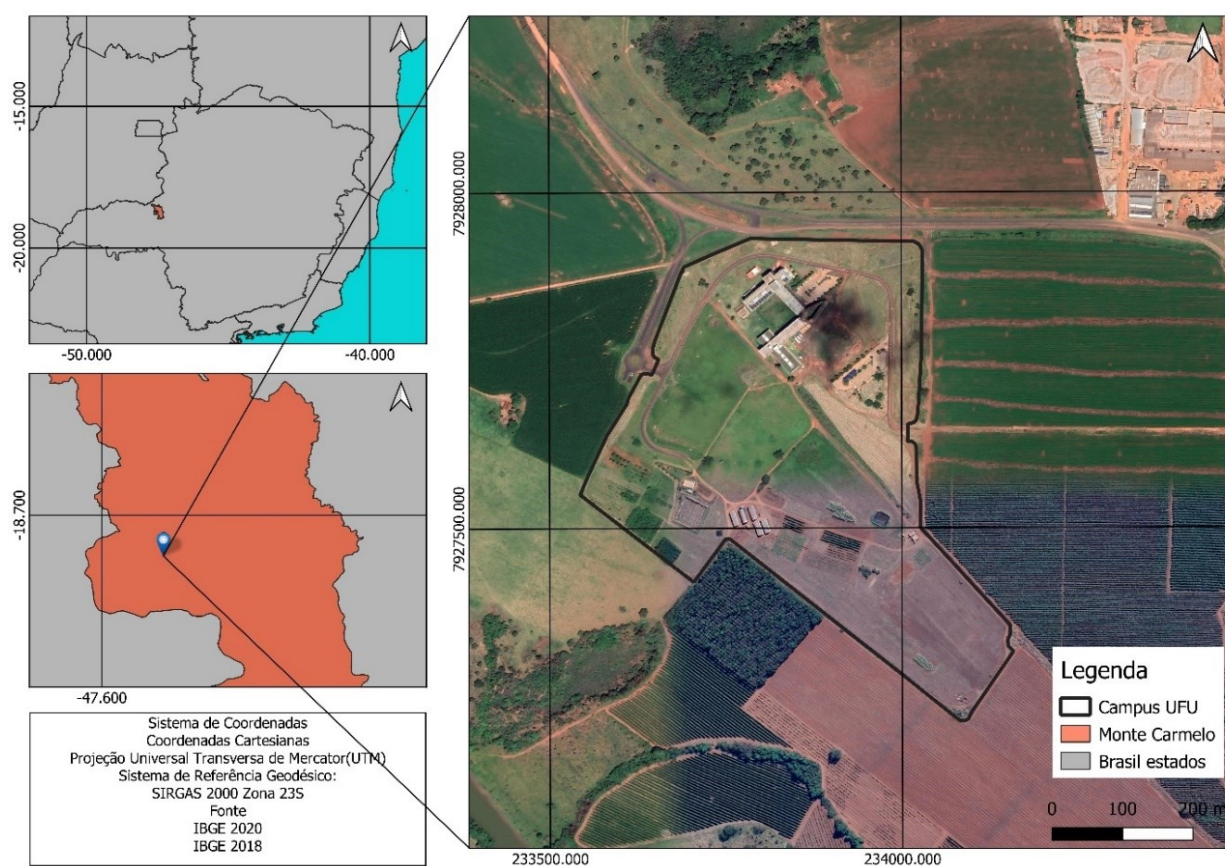 -15.000
-20.000
-50.000
-40.000
-18.700
-47.600
Sistema de Coordenadas
Coordenadas Cartesianas
Projeção Universal Transversa de Mercator(UTM)
Sistema de Referência Geodésico:
SIRGAS 2000 Zona 23S
Fonte
IBGE 2020
IBGE 2018
7928000.000
7927500.000
233500.000
234000.000
Legenda
Campus UFU
Monte Carmelo
Brasil estados
0 100 200 m